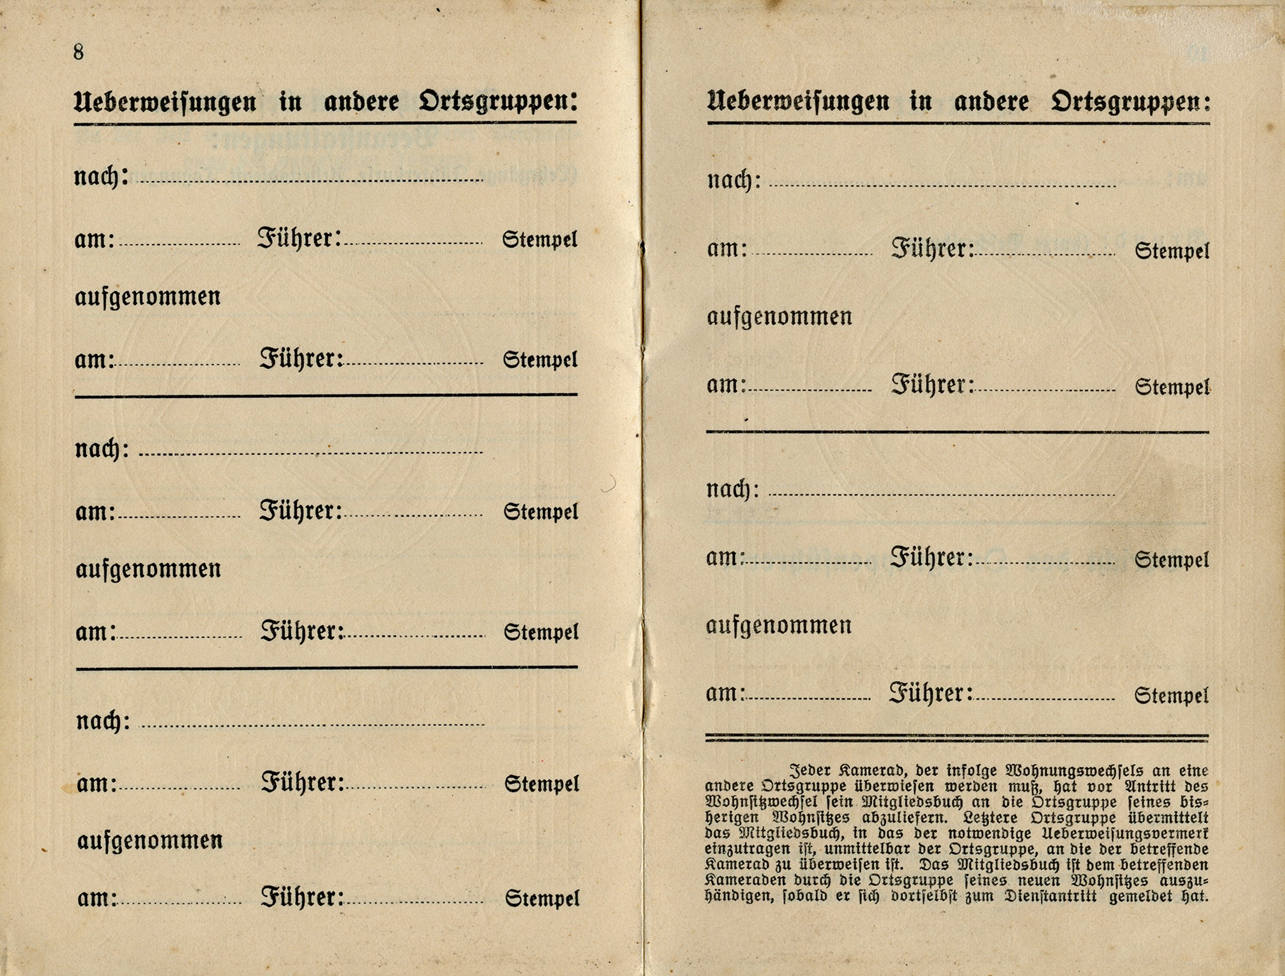 8
Ueberweisungen in andere Ortsgruppen:
nach:
am: Führer: Stempel
aufgenommen
am: Führer: Stempel
nach:
am: Führer: Stempel
aufgenommen
am: Führer: Stempel
nach:
am: Führer: Stempel
aufgenommen
am: Führer: Stempel
Ueberweisungen in andere Ortsgruppen:
nach:
am: Führer: Stempel
aufgenommen
am: Führer: Stempel
nach:
am: Führer: Stempel
aufgenommen
am: Führer: Stempel
Jeder Kamerad, der infolge Wohnungswechsels an eine
andere Ortsgruppe überwiesen werden muß, hat vor Antritt des
Wohnsitzwechsel sein Mitgliedsbuch an die Ortsgruppe seines bis-
herigen Wohnsitzes abzuliefern. Letztere Ortsgruppe übermittelt
das Mitgliedsbuch, in das der notwendige Ueberweisungsvermerk
einzutragen ist, unmittelbar der Ortsgruppe, an die der betreffende
Kamerad zu überweisen ist. Das Mitgliedsbuch ist dem betreffenden
Kameraden durch die Ortsgruppe seines neuen Wohnsitzes auszu-
händigen, sobald er sich dortselbst zum Dienstantritt gemeldet hat.